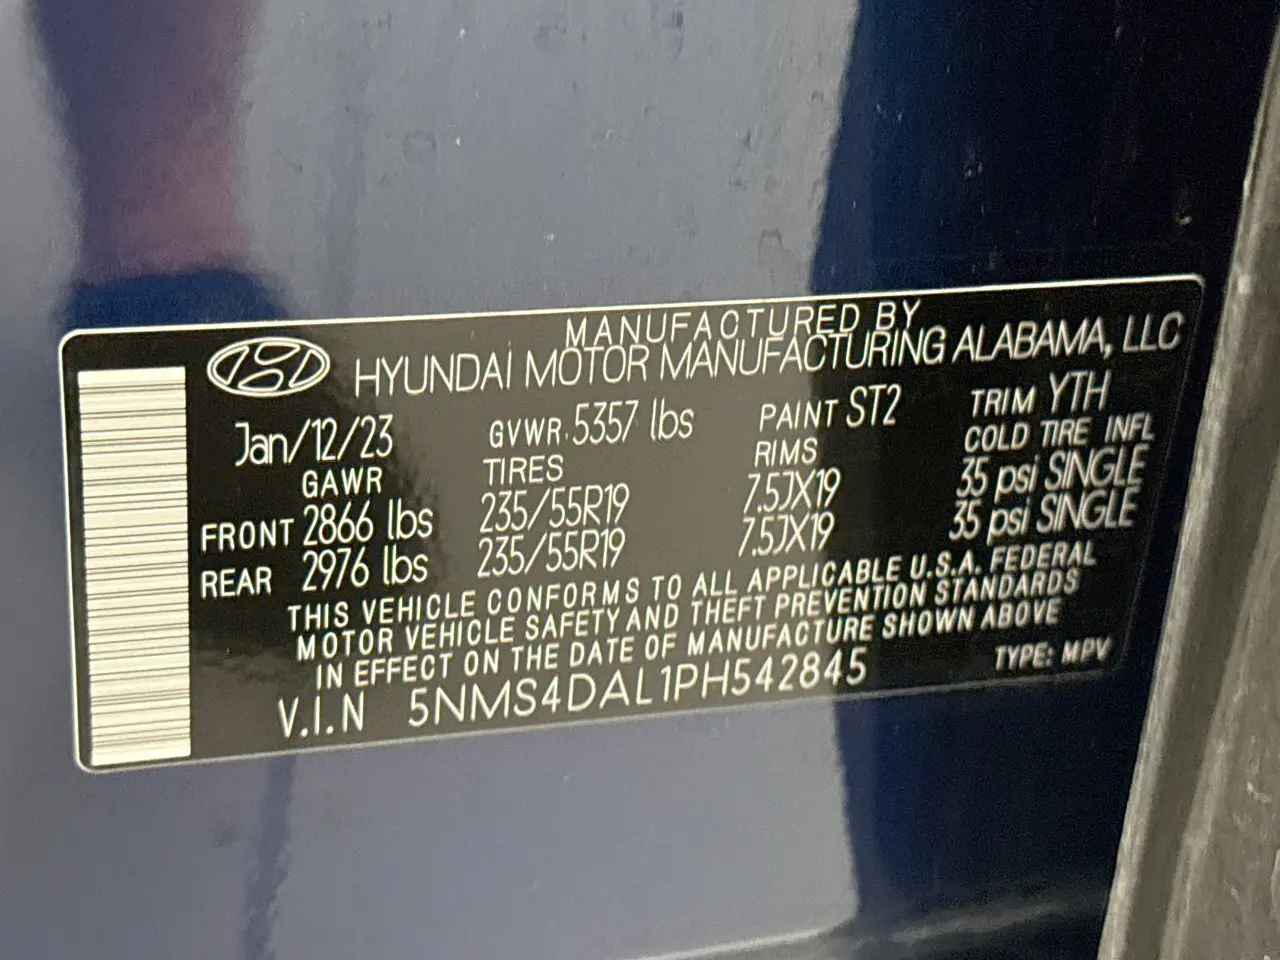 MANUFACTURED BY
HYUNDAI MOTOR MANUFACTURING ALABAMA, LLC
Jan/12/23 GVWR. 5357 lbs PAINT ST2 TRIM YTH
GAWR TIRES RIMS COLD TIRE INFL
FRONT 2866 lbs 235/55R19 7.5JX19 35 psi SINGLE
REAR 2976 lbs 235/55R19 7.5JX19 35 psi SINGLE
THIS VEHICLE CONFORMS TO ALL APPLICABLE U.S.A. FEDERAL
MOTOR VEHICLE SAFETY AND THEFT PREVENTION STANDARDS
IN EFFECT ON THE DATE OF MANUFACTURE SHOWN ABOVE
V.I.N 5NMS4DAL1PH542845 TYPE: MPV